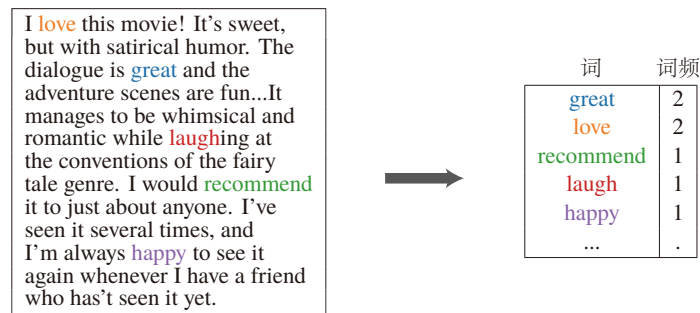 I love this movie! It's sweet,
but with satirical humor. The
dialogue is great and the
adventure scenes are fun...It
manages to be whimsical and
romantic while laughing at
the conventions of the fairy
tale genre. I would recommend
it to just about anyone. I've
seen it several times, and
I'm always happy to see it
again whenever I have a friend
who has't seen it yet.
词 词频
great 2
love 2
recommend 1
laugh 1
happy 1
... .